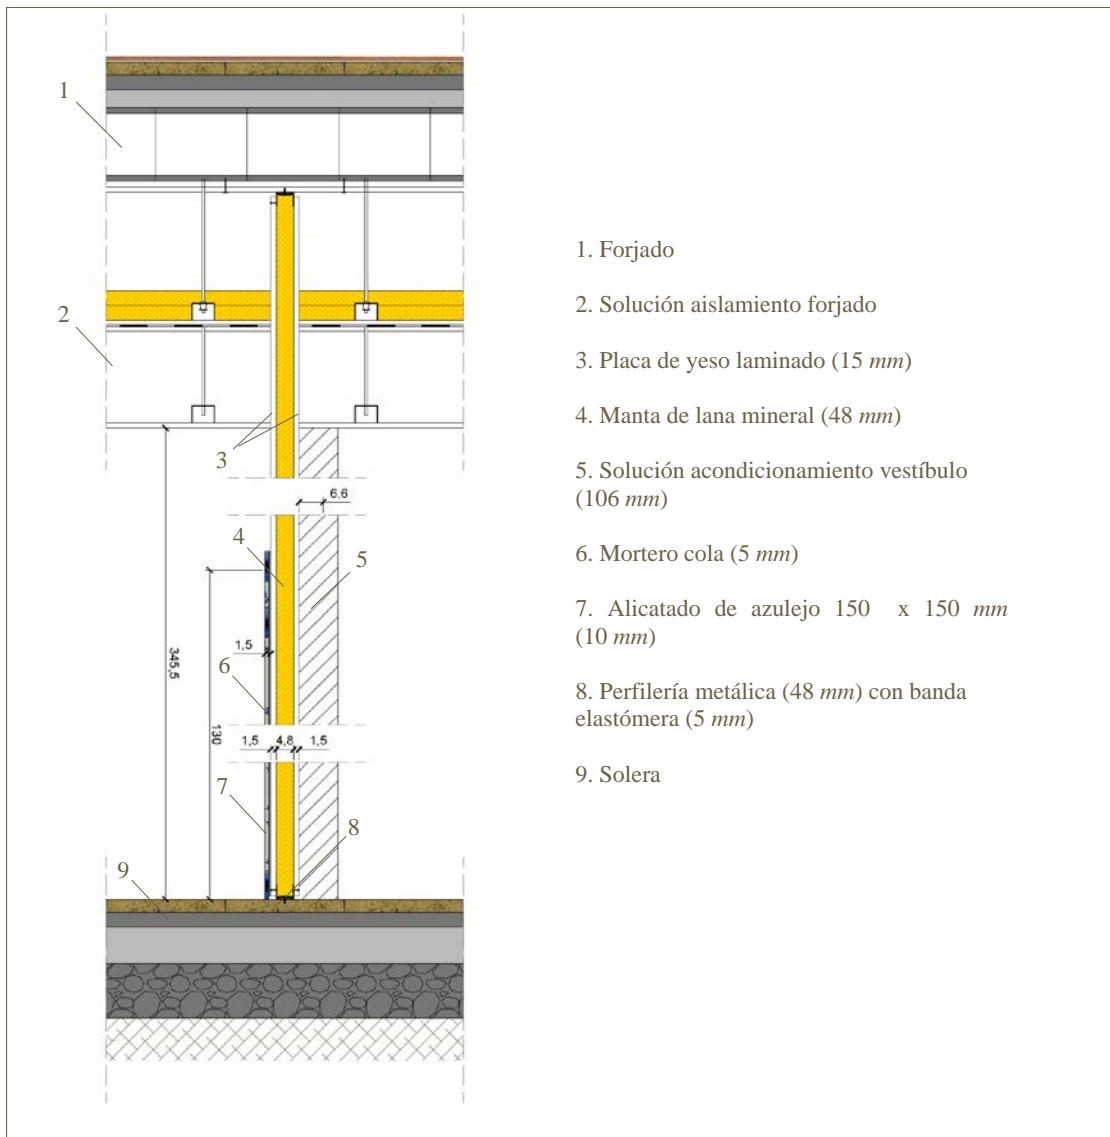 1
2
3
4
5
6
7
8
9
6,6
1,5
345,5
130
1,5
4,8
1,5
1. Forjado
2. Solución aislamiento forjado
3. Placa de yeso laminado (15 mm)
4. Manta de lana mineral (48 mm)
5. Solución acondicionamiento vestíbulo
(106 mm)
6. Mortero cola (5 mm)
7. Alicatado de azulejo 150 x 150 mm
(10 mm)
8. Perfilería metálica (48 mm) con banda
elastómera (5 mm)
9. Solera